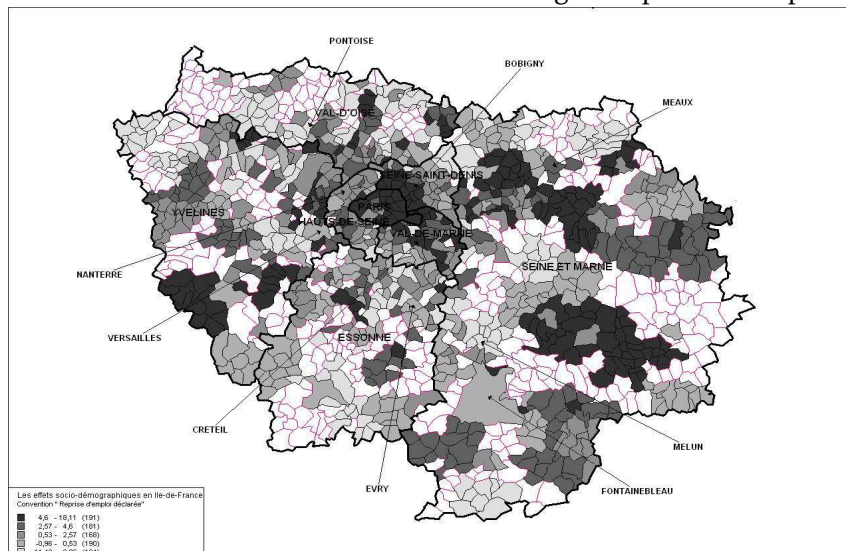 PONTOISE
BOBIGNY
MEAUX
VAL-D'OISE
SEINE-SAINT-DENIS
PARIS
YVELINES
HAUTS-DE-SEINE
VAL-DE-MARNE
SEINE ET MARNE
NANTERRE
VERSAILLES
ESSONNE
CRETEIL
MELUN
EVRY
FONTAINEBLEAU
Les effets socio-démographiques en Ile-de-France
Convention " Reprise d'emploi déclarée"
4,6 - 18,11 (191)
2,57 - 4,6 (181)
0,53 - 2,57 (168)
-0,96 - 0,53 (190)